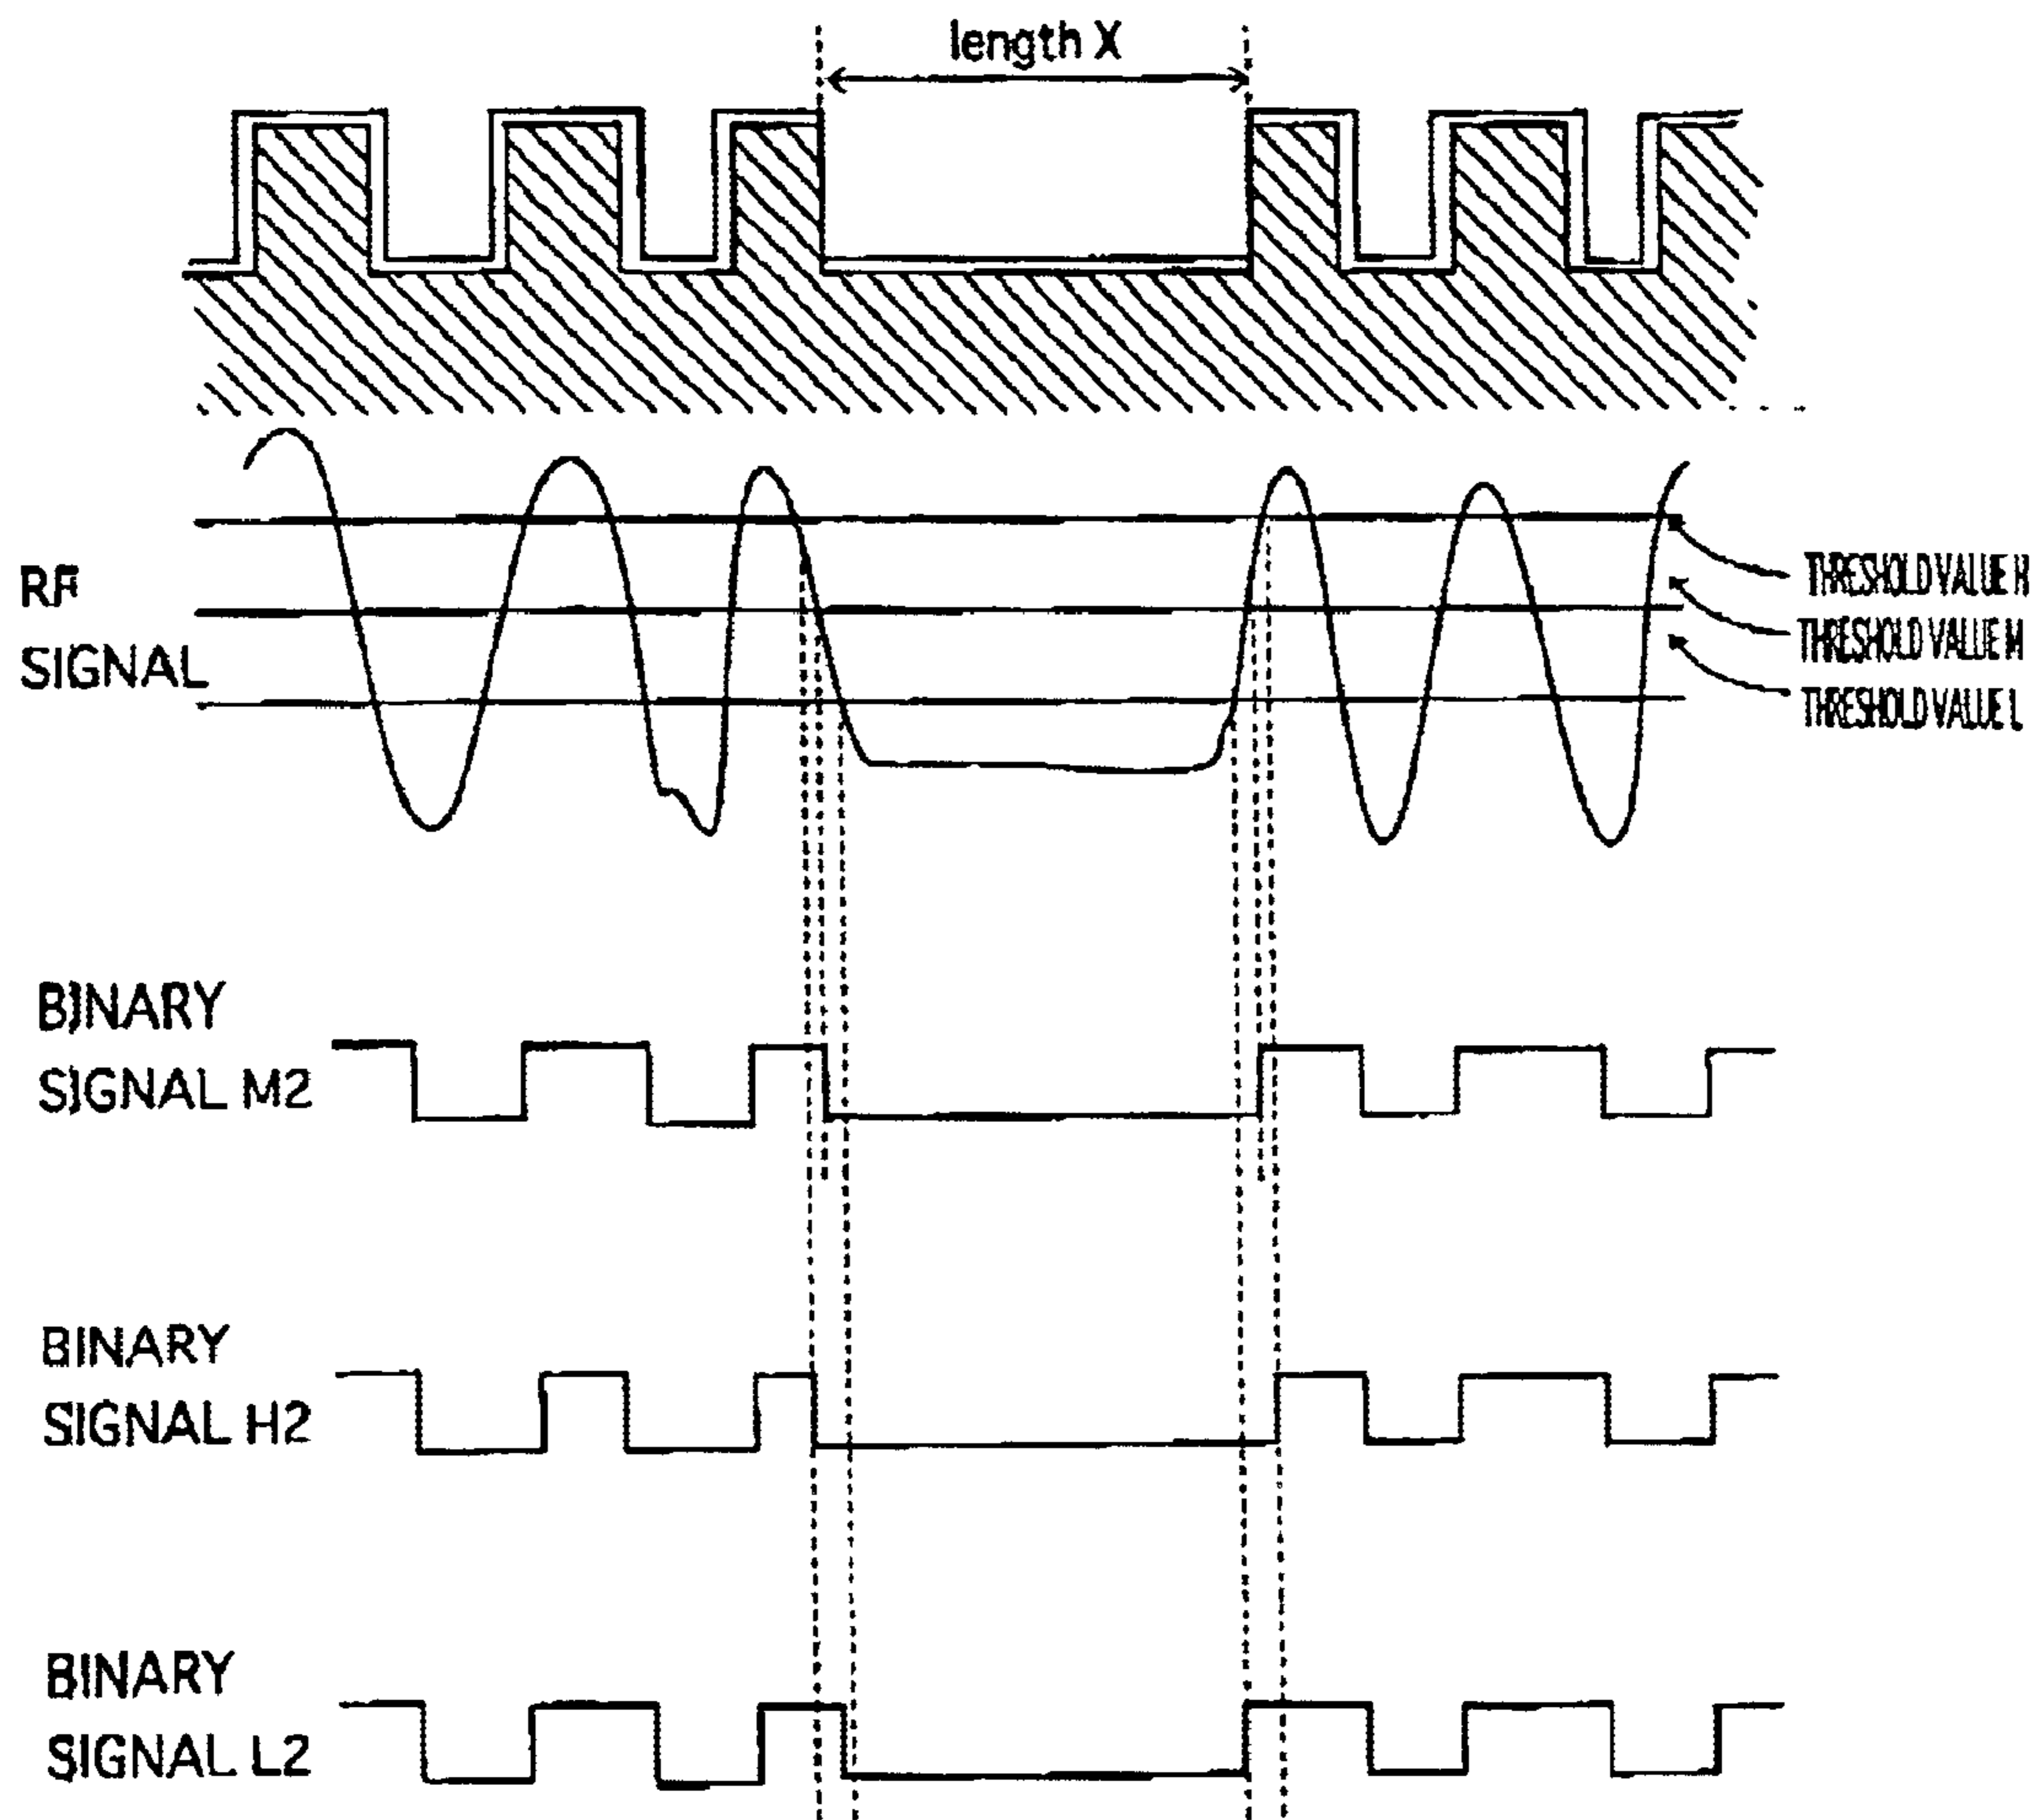 length X
RF
SIGNAL
THRESHOLD VALUE H
THRESHOLD VALUE M
THRESHOLD VALUE L
BINARY
SIGNAL M2
BINARY
SIGNAL H2
BINARY
SIGNAL L2